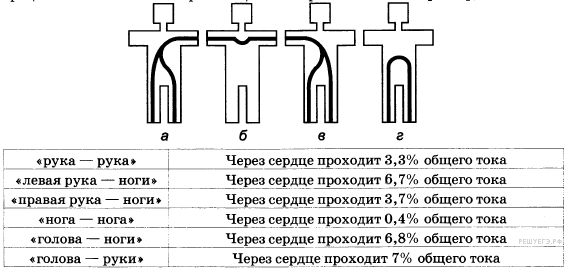 а б в г
«рука — рука» Через сердце проходит 3,3% общего тока
«левая рука — ноги» Через сердце проходит 6,7% общего тока
«правая рука — ноги» Через сердце проходит 3,7% общего тока
«нога — нога» Через сердце проходит 0,4% общего тока
«голова — ноги» Через сердце проходит 6,8% общего тока
«голова — руки» Через сердце проходит 7% общего тока
РЕШУЕГЭ.РФ